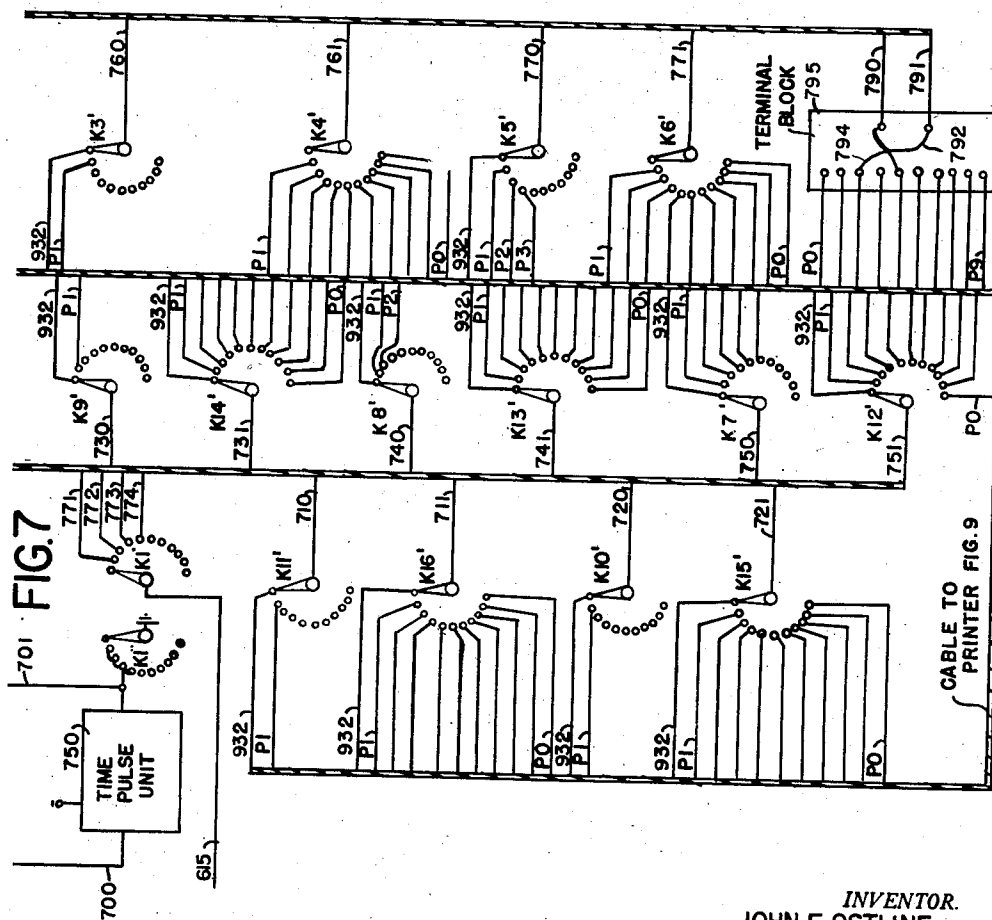 FIG.7
701
700
750
TIME
PULSE
UNIT
615
K1
K1
771
772
773
774
K9'
730
932
P1
K14'
731
932
P1
P0
K8'
740
932
P1
P2
K13'
741
932
P1
P0
K7'
750
932
P1
K12'
751
932
P1
P0
K3'
760
932
P1
K4'
761
P1
P0
K5'
770
932
P1
P2
P3
K6'
771
P1
P0
TERMINAL
BLOCK
795
790
791
794
792
P0
P9
K11'
710
932
P1
K16'
711
932
P1
P0
K10'
720
932
P1
K15'
721
932
P1
P0
CABLE TO
PRINTER FIG. 9
INVENTOR.
JOHN E. OSTLINE